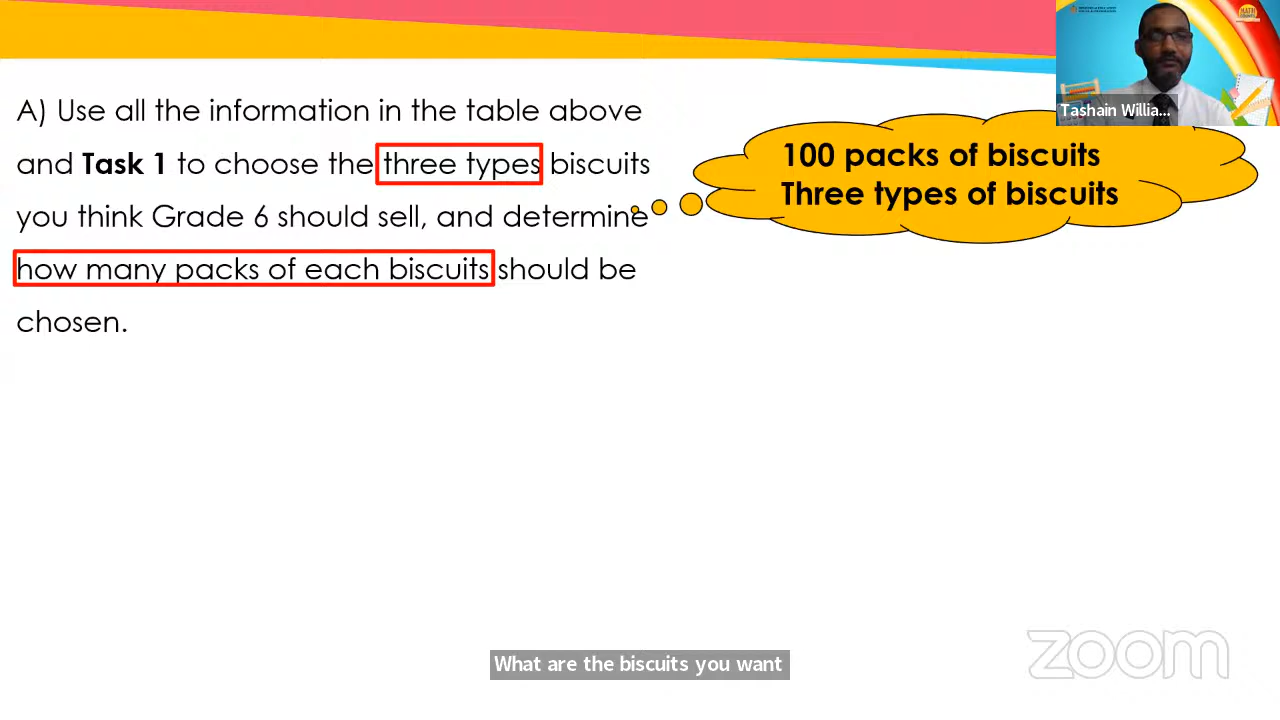 A) Use all the information in the table above
and Task 1 to choose the three types biscuits
you think Grade 6 should sell, and determine
how many packs of each biscuits should be
chosen.
100 packs of biscuits
Three types of biscuits
Tashain Willia...
What are the biscuits you want
zoom